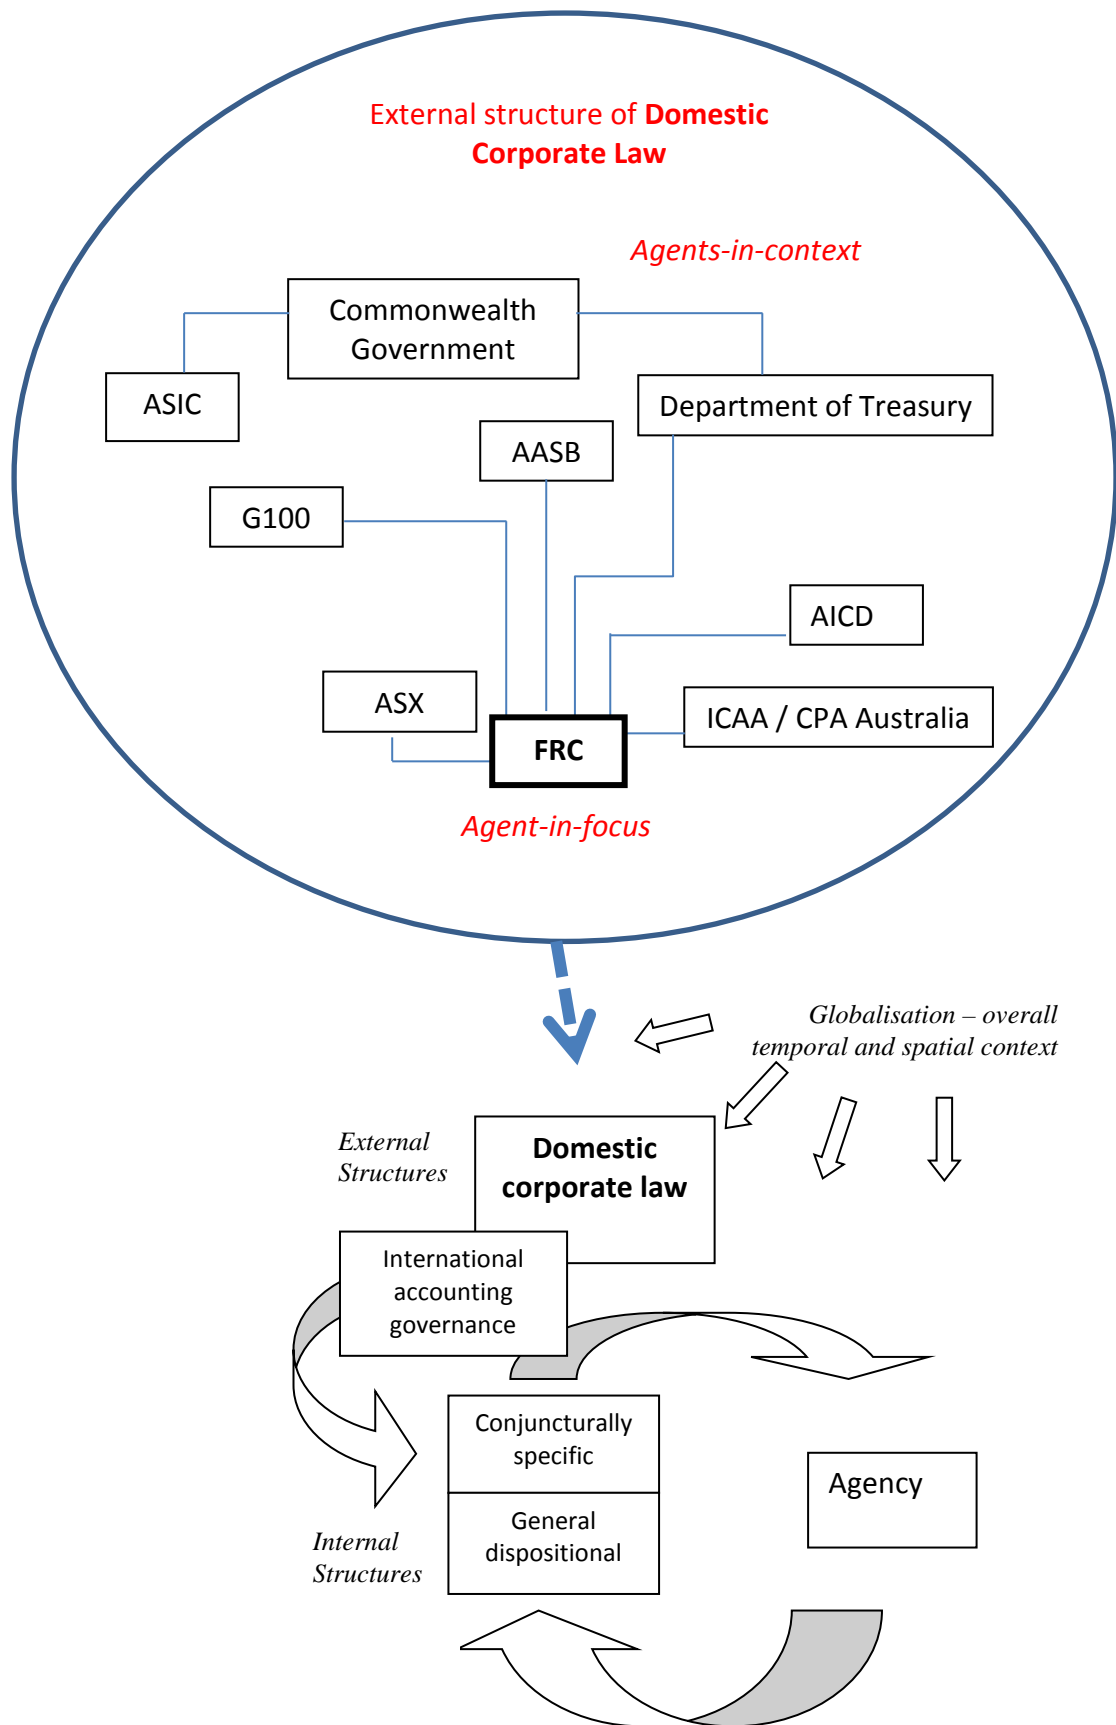 External structure of Domestic
Corporate Law
Agents-in-context
Commonwealth
Government
ASIC
Department of Treasury
AASB
G100
AICD
ASX
ICAA / CPA Australia
FRC
Agent-in-focus
Globalisation – overall
temporal and spatial context
External
Structures
Domestic
corporate law
International
accounting
governance
Conjuncturally
specific
Agency
General
dispositional
Internal
Structures